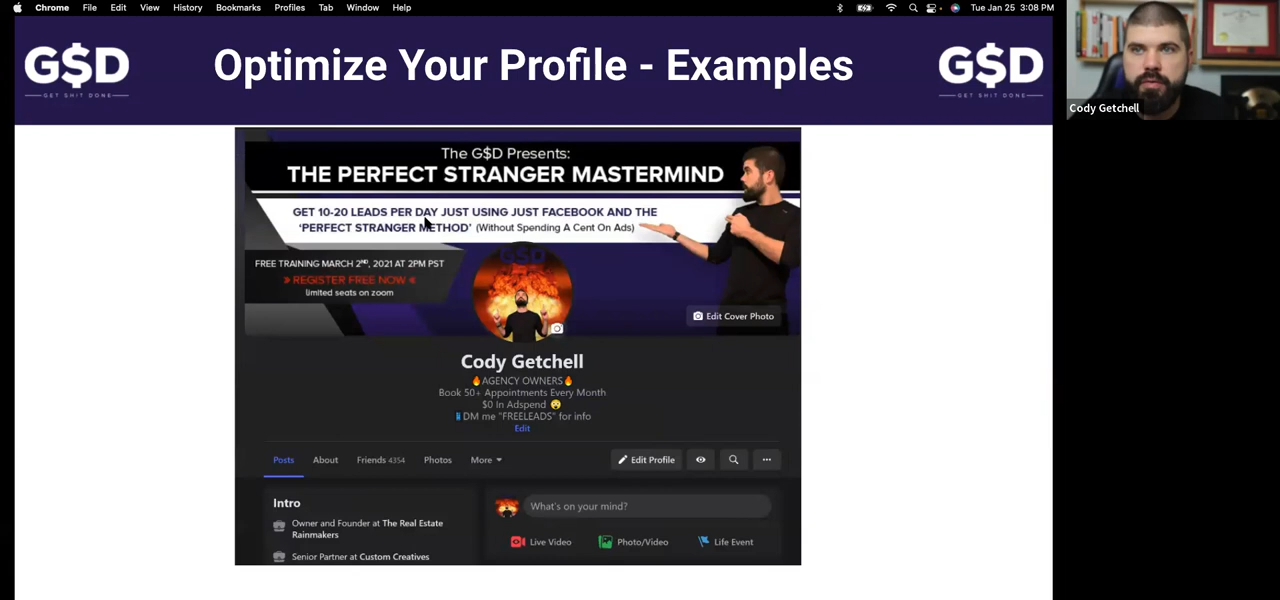 Chrome File Edit View History Bookmarks Profiles Tab Window Help Tue Jan 25 3:08 PM
G$D
GET SHIT DONE
Optimize Your Profile - Examples
G$D
GET SHIT DONE
Cody Getchell
The G$D Presents:
THE PERFECT STRANGER MASTERMIND
GET 10-20 LEADS PER DAY JUST USING JUST FACEBOOK AND THE
'PERFECT STRANGER METHOD' (Without Spending A Cent On Ads)
FREE TRAINING MARCH 2ND, 2021 AT 2PM PST
» REGISTER FREE NOW «
limited seats on zoom
G$D
Edit Cover Photo
Cody Getchell
🔥AGENCY OWNERS🔥
Book 50+ Appointments Every Month
$0 In Adspend 😲
📱DM me "FREELEADS" for info
Edit
Posts About Friends 4354 Photos More Edit Profile
Intro
Owner and Founder at The Real Estate
Rainmakers
Senior Partner at Custom Creatives
What's on your mind?
Live Video Photo/Video Life Event